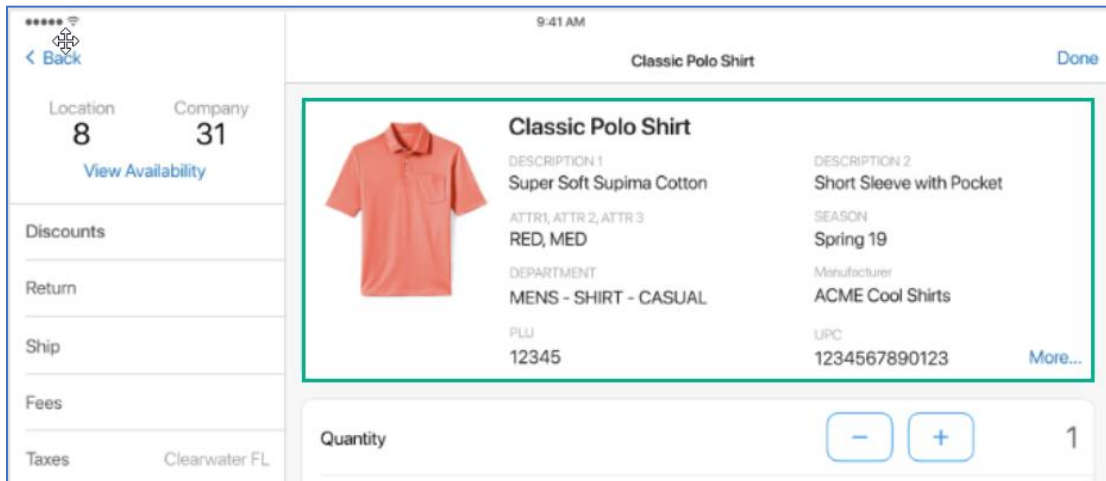 9:41 AM
Back
Classic Polo Shirt
Done
Location
Company
8
31
View Availability
Discounts
Return
Ship
Fees
Taxes
Clearwater FL
Classic Polo Shirt
DESCRIPTION 1
DESCRIPTION 2
Super Soft Supima Cotton
Short Sleeve with Pocket
ATTR1, ATTR 2, ATTR 3
SEASON
RED, MED
Spring 19
DEPARTMENT
Manufacturer
MENS - SHIRT - CASUAL
ACME Cool Shirts
PLU
UPC
12345
1234567890123
More...
Quantity
1